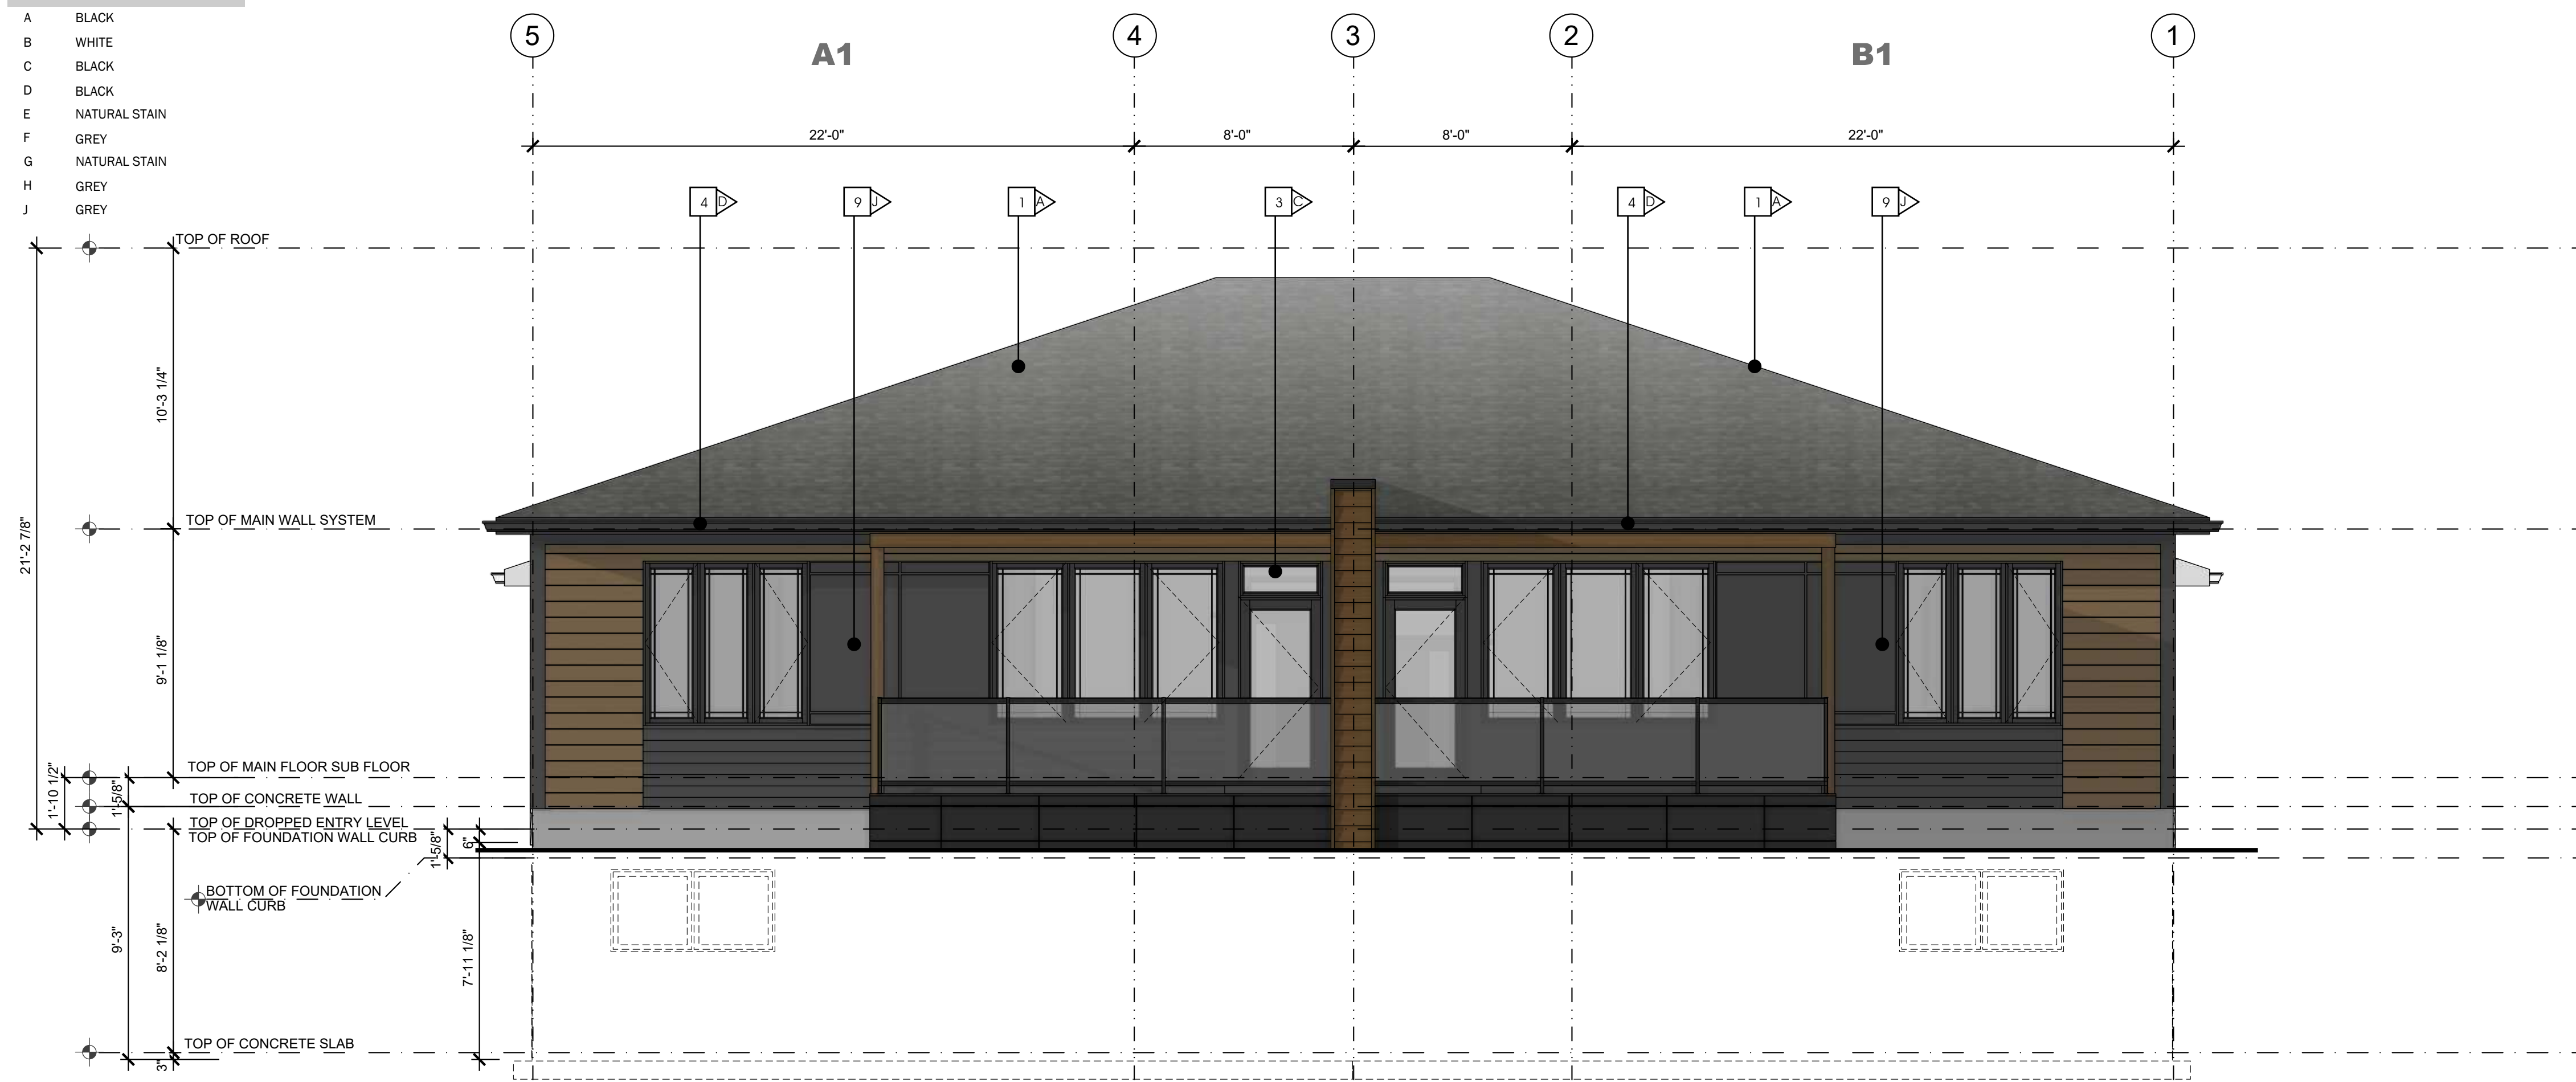 A BLACK
B WHITE
C BLACK
D BLACK
E NATURAL STAIN
F GREY
G NATURAL STAIN
H GREY
J GREY
5
A1
4
3
2
B1
1
22'-0"
8'-0"
8'-0"
22'-0"
4 D
9 J
1 A
3 C
4 D
1 A
9 J
TOP OF ROOF
10'-3 1/4"
21'-2 7/8"
TOP OF MAIN WALL SYSTEM
9'-1 1/8"
TOP OF MAIN FLOOR SUB FLOOR
1'-10 1/2"
1'-5/8"
TOP OF CONCRETE WALL
TOP OF DROPPED ENTRY LEVEL
TOP OF FOUNDATION WALL CURB
1'-5/8"
6"
BOTTOM OF FOUNDATION
WALL CURB
9'-3"
8'-2 1/8"
7'-11 1/8"
TOP OF CONCRETE SLAB
3"